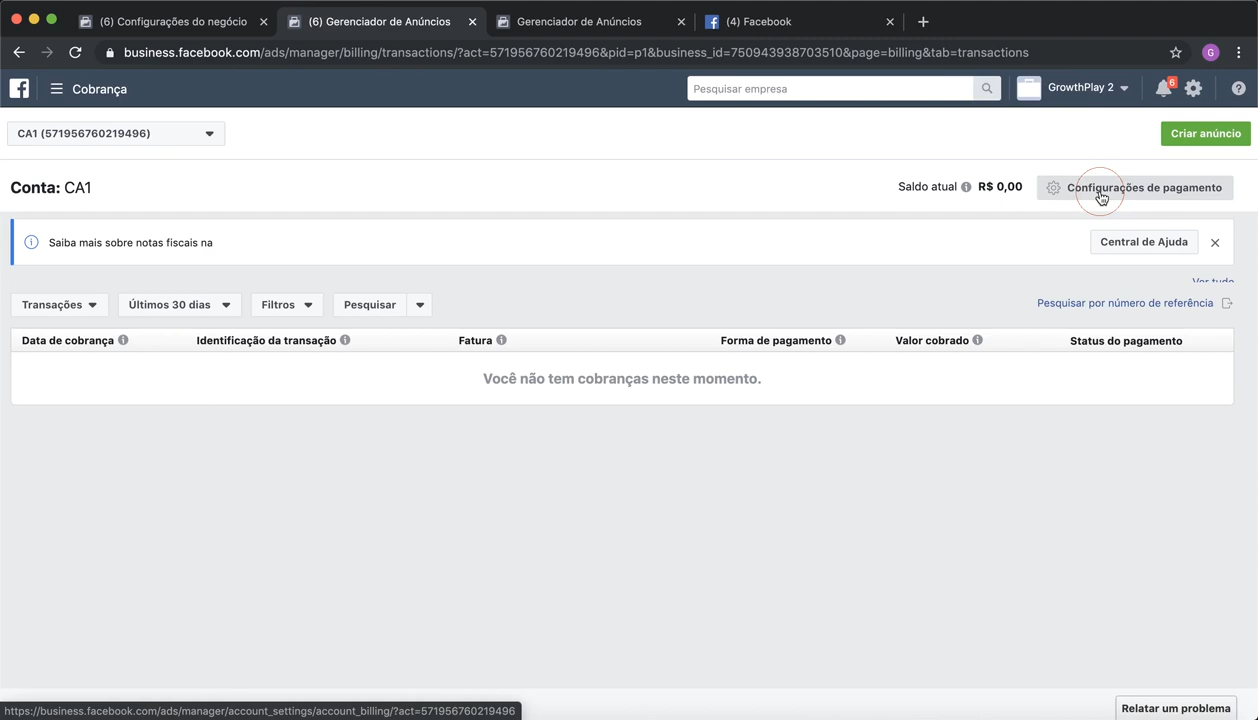 (6) Configurações do negócio
(6) Gerenciador de Anúncios
Gerenciador de Anúncios
(4) Facebook
business.facebook.com/ads/manager/billing/transactions/?act=571956760219496&pid=p1&business_id=750943938703510&page=billing&tab=transactions
G
Cobrança
Pesquisar empresa
GrowthPlay 2
6
CA1 (571956760219496)
Criar anúncio
Conta: CA1
Saldo atual R$ 0,00
Configurações de pagamento
Saiba mais sobre notas fiscais na
Central de Ajuda
Ver tudo
Transações
Últimos 30 dias
Filtros
Pesquisar
Pesquisar por número de referência
Data de cobrança
Identificação da transação
Fatura
Forma de pagamento
Valor cobrado
Status do pagamento
Você não tem cobranças neste momento.
https://business.facebook.com/ads/manager/account_settings/account_billing/?act=571956760219496
Relatar um problema